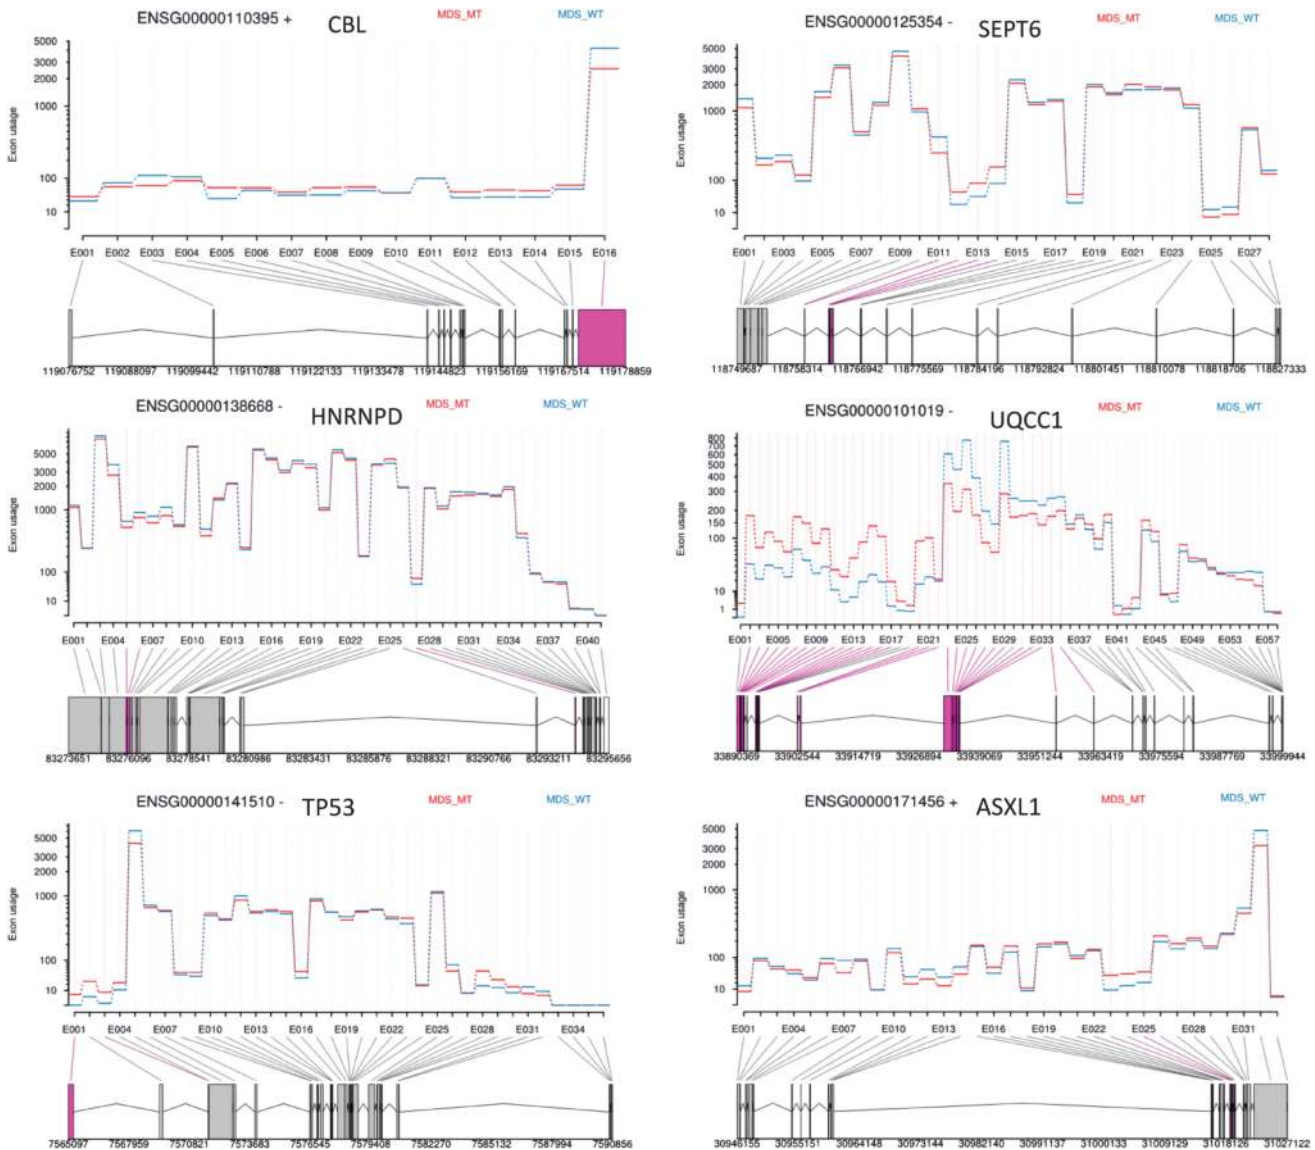 ENSG00000110395 + CBL MDS_MT MDS_WT
5000
3000
2000
1000
100
10
Exon usage
E001 E002 E003 E004 E005 E006 E007 E008 E009 E010 E011 E012 E013 E014 E015 E016
119076752 119088097 119099442 119110788 119122133 119133478 119144823 119156169 119167514 119178859
ENSG00000125354 - SEPT6 MDS_MT MDS_WT
5000
3000
2000
1000
100
10
Exon usage
E001 E003 E005 E007 E009 E011 E013 E015 E017 E019 E021 E023 E025 E027
118749687 118758314 118766942 118775569 118784196 118792824 118801451 118810078 118818706 118827333
ENSG00000138668 - HNRNPD MDS_MT MDS_WT
5000
2000
1000
100
10
Exon usage
E001 E004 E007 E010 E013 E016 E019 E022 E025 E028 E031 E034 E037 E040
83273651 83276096 83278541 83280986 83283431 83285876 83288321 83290766 83293211 83295656
ENSG00000101019 - UQCC1 MDS_MT MDS_WT
800
700
600
500
400
300
200
150
100
10
1
Exon usage
E001 E005 E009 E013 E017 E021 E025 E029 E033 E037 E041 E045 E049 E053 E057
33890369 33902544 33914719 33926894 33939069 33951244 33963419 33975594 33987769 33999944
ENSG00000141510 - TP53 MDS_MT MDS_WT
5000
3000
2000
1000
100
10
Exon usage
E001 E004 E007 E010 E013 E016 E019 E022 E025 E028 E031 E034
7565097 7567959 7570821 7573683 7576545 7579408 7582270 7585132 7587994 7590856
ENSG00000171456 + ASXL1 MDS_MT MDS_WT
5000
3000
2000
1000
100
10
Exon usage
E001 E004 E007 E010 E013 E016 E019 E022 E025 E028 E031
30946155 30955151 30964148 30973144 30982140 30991137 31000133 31009129 31018126 31027122